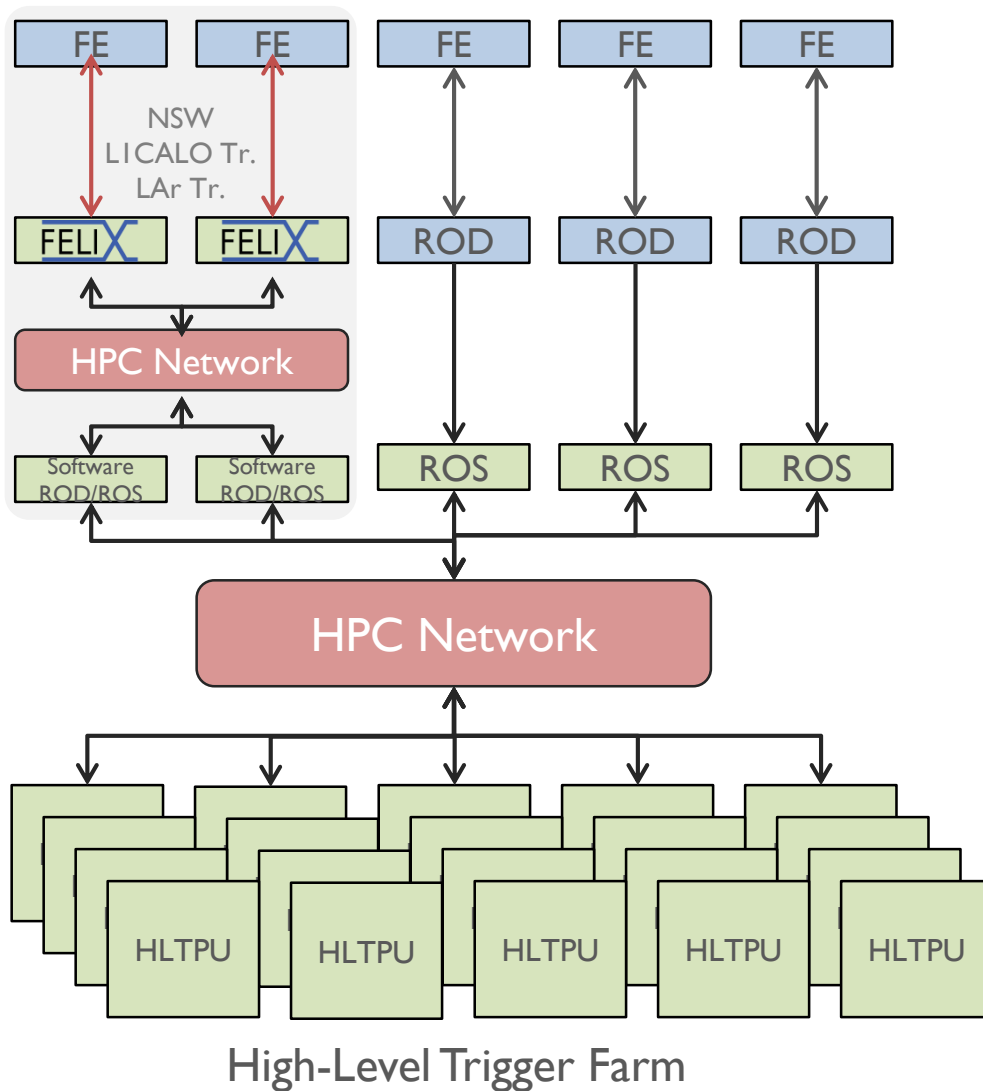 FE FE FE FE FE
NSW
L1CALO Tr.
LAr Tr.
FELIX FELIX ROD ROD ROD
HPC Network
Software Software
ROD/ROS ROD/ROS ROS ROS ROS
HPC Network
HLTPU HLTPU HLTPU HLTPU HLTPU
High-Level Trigger Farm